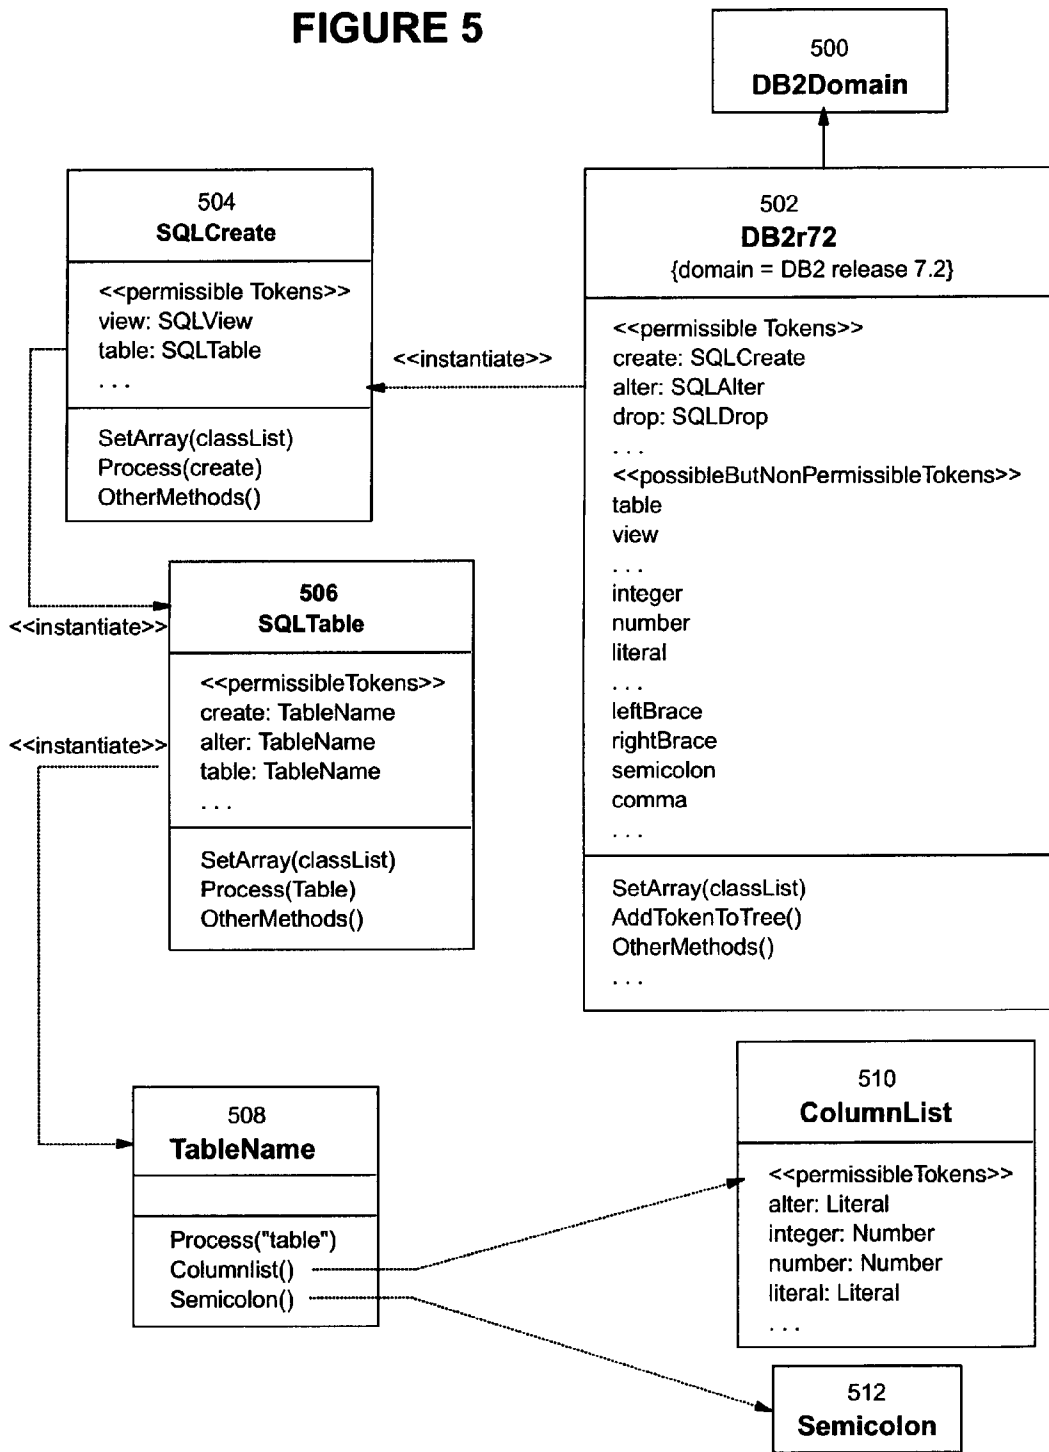 FIGURE 5
500
DB2Domain
504
SQLCreate
<<permissible Tokens>>
view: SQLView
table: SQLTable
. . .
SetArray(classList)
Process(create)
OtherMethods()
<<instantiate>>
502
DB2r72
{domain = DB2 release 7.2}
<<permissible Tokens>>
create: SQLCreate
alter: SQLAlter
drop: SQLDrop
. . .
<<possibleButNonPermissibleTokens>>
table
view
. . .
integer
number
literal
. . .
leftBrace
rightBrace
semicolon
comma
. . .
SetArray(classList)
AddTokenToTree()
OtherMethods()
. . .
<<instantiate>>
506
SQLTable
<<permissibleTokens>>
create: TableName
alter: TableName
table: TableName
. . .
SetArray(classList)
Process(Table)
OtherMethods()
<<instantiate>>
508
TableName
Process("table")
Columnlist()
Semicolon()
510
ColumnList
<<permissibleTokens>>
alter: Literal
integer: Number
number: Number
literal: Literal
. . .
512
Semicolon